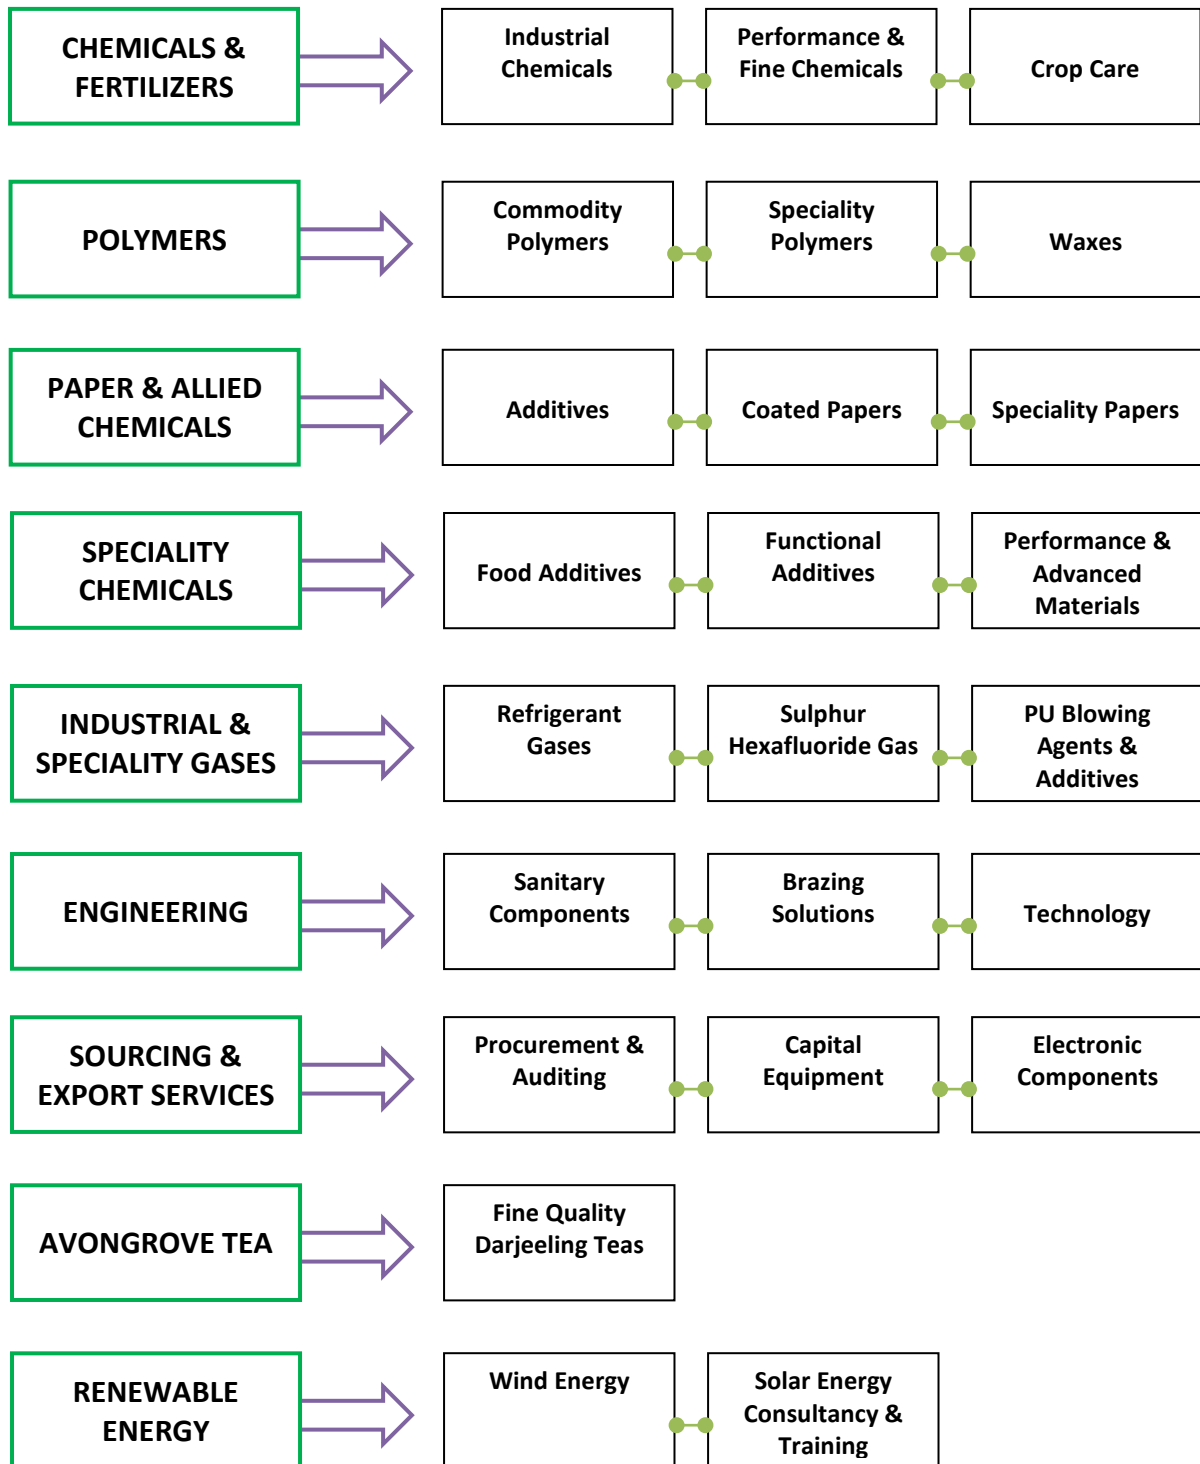 CHEMICALS &
FERTILIZERS
Industrial
Chemicals
Performance &
Fine Chemicals
Crop Care
POLYMERS
Commodity
Polymers
Speciality
Polymers
Waxes
PAPER & ALLIED
CHEMICALS
Additives
Coated Papers
Speciality Papers
SPECIALITY
CHEMICALS
Food Additives
Functional
Additives
Performance &
Advanced
Materials
INDUSTRIAL &
SPECIALITY GASES
Refrigerant
Gases
Sulphur
Hexafluoride Gas
PU Blowing
Agents &
Additives
ENGINEERING
Sanitary
Components
Brazing
Solutions
Technology
SOURCING &
EXPORT SERVICES
Procurement &
Auditing
Capital
Equipment
Electronic
Components
AVONGROVE TEA
Fine Quality
Darjeeling Teas
RENEWABLE
ENERGY
Wind Energy
Solar Energy
Consultancy &
Training